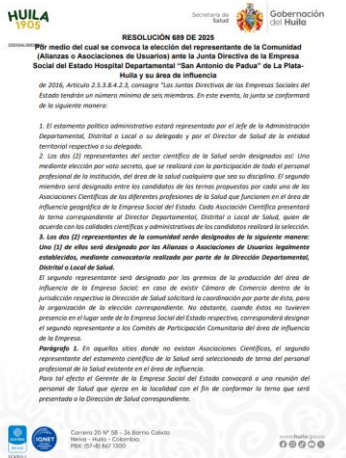 HUILA
1905
Secretaría de
Salud
Gobernación
del Huila
RESOLUCIÓN 689 DE 2025
Por medio del cual se convoca la elección del representante de la Comunidad
(Alianzas o Asociaciones de Usuarios) ante la Junta Directiva de la Empresa
Social del Estado Hospital Departamental "San Antonio de Padua" de La Plata-
Huila y su área de influencia
de 2016, Artículo 2.5.3.8.4.2.3, consagra "Las Juntas Directivas de las Empresas Sociales del
Estado tendrán un número mínimo de seis miembros. En este evento, la junta se conformará
de la siguiente manera:
1. El estamento político administrativo estará representado por el Jefe de la Administración
Departamental, Distrital o Local o su delegado y por el Director de Salud de la entidad
territorial respectiva o su delegado.
2. Los dos (2) representantes del sector científico de la Salud serán designados así: Uno
mediante elección por voto secreto, que se realizará con la participación de todo el personal
profesional de la institución, del área de la salud cualquiera que sea su disciplina. El segundo
miembro será designado entre los candidatos de las ternas propuestas por cada una de las
Asociaciones Científicas de las diferentes profesiones de la Salud que funcionen en el área de
influencia geográfica de la Empresa Social del Estado. Cada Asociación Científica presentará
la terna correspondiente al Director Departamental, Distrital o Local de Salud, quien de
acuerdo con las calidades científicas y administrativas de los candidatos realizará la selección.
3. Los dos (2) representantes de la comunidad serán designados de la siguiente manera:
Uno (1) de ellos será designado por las Alianzas o Asociaciones de Usuarios legalmente
establecidos, mediante convocatoria realizada por parte de la Dirección Departamental,
Distrital o Local de Salud.
El segundo representante será designado por los gremios de la producción del área de
influencia de la Empresa Social; en caso de existir Cámara de Comercio dentro de la
jurisdicción respectiva la Dirección de Salud solicitará la coordinación por parte de ésta, para
la organización de la elección correspondiente. No obstante, cuando éstos no tuvieren
presencia en el lugar sede de la Empresa Social del Estado respectiva, corresponderá designar
el segundo representante a los Comités de Participación Comunitaria del área de influencia
de la Empresa.
Parágrafo 1. En aquellos sitios donde no existan Asociaciones Científicas, el segundo
representante del estamento científico de la Salud será seleccionado de terna del personal
profesional de la Salud existente en el área de influencia.
Para tal efecto el Gerente de la Empresa Social del Estado convocará a una reunión del
personal de Salud que ejerza en la localidad con el fin de conformar la terna que será
presentada a la Dirección de Salud correspondiente.
IQNET
Carrera 20 N° 5B - 36 Barrio Calixto
Neiva - Huila - Colombia.
PBX: (57+8) 867 1300
www.huila.gov.co